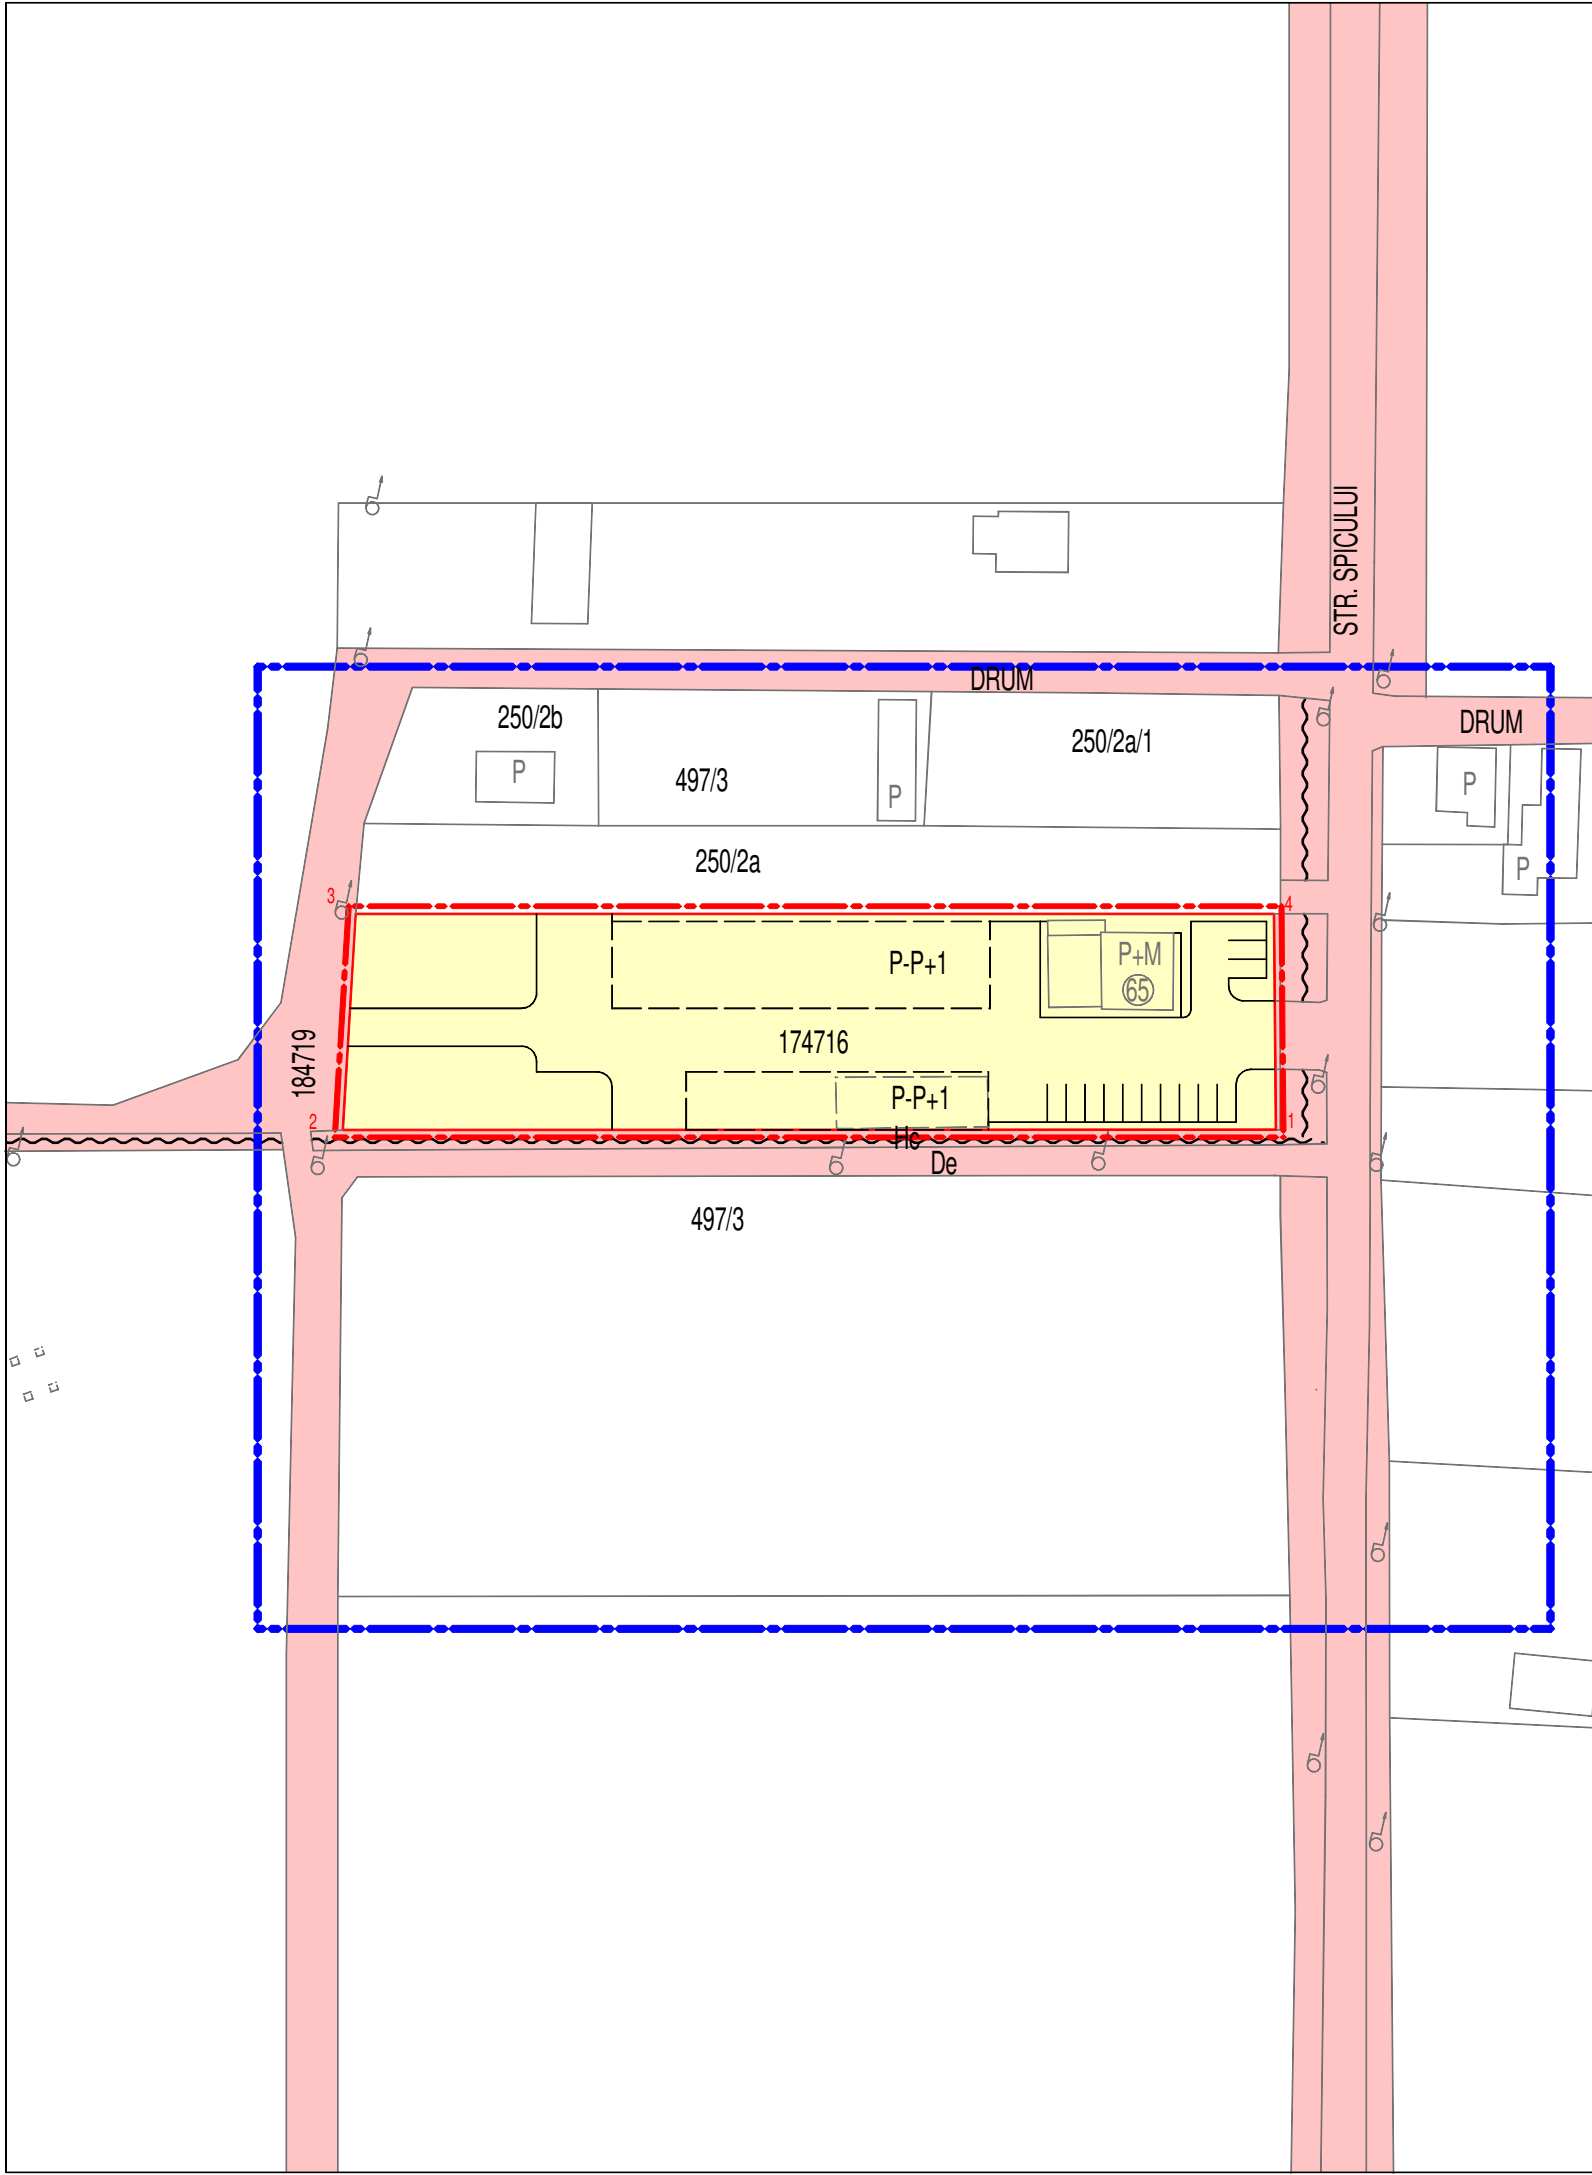 STR. SPICULUI
DRUM
DRUM
250/2b
250/2a/1
P
497/3
P
P
250/2a
P
3
4
P+M
P-P+1
65
174716
184719
P-P+1
2
1
Hc
De
497/3